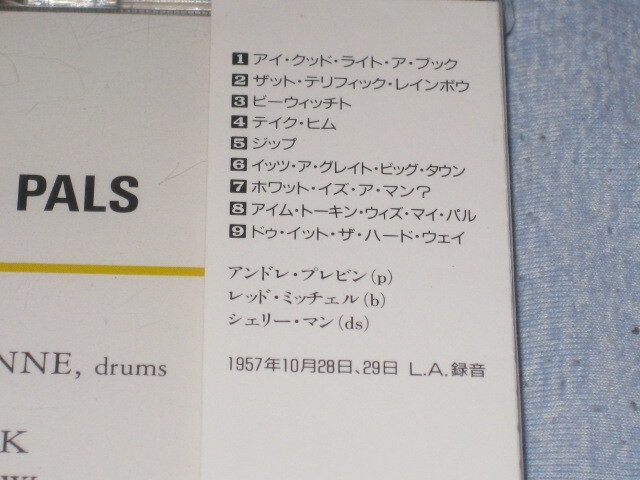 PALS
NNE, drums
K
W
1 アイ・クッド・ライト・ア・ブック
2 ザット・テリフィック・レインボウ
3 ビーウィッチト
4 テイク・ヒム
5 ジップ
6 イッツ・ア・グレイト・ビッグ・タウン
7 ホワット・イズ・ア・マン?
8 アイム・トーキン・ウィズ・マイ・パル
9 ドゥ・イット・ザ・ハード・ウェイ
アンドレ・プレビン(p)
レッド・ミッチェル(b)
シェリー・マン(ds)
1957年10月28日、29日 L.A.録音